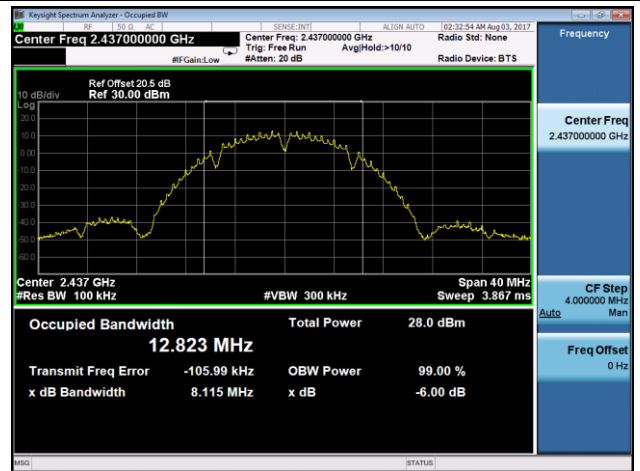 Keysight Spectrum Analyzer - Occupied BW
RF 50 Ω AC SENSE:INT ALIGN AUTO 02:32:54 AM Aug 03, 2017
Center Freq 2.437000000 GHz
Center Freq: 2.437000000 GHz Radio Std: None
Trig: Free Run Avg|Hold:>10/10
#IFGain:Low #Atten: 20 dB Radio Device: BTS
Frequency
Ref Offset 20.5 dB
10 dB/div Ref 30.00 dBm
Log
20.0
10.0
0.00
-10.0
-20.0
-30.0
-40.0
-50.0
-60.0
Center Freq
2.437000000 GHz
Center 2.437 GHz Span 40 MHz
#Res BW 100 kHz #VBW 300 kHz Sweep 3.867 ms
CF Step
4.000000 MHz
Auto Man
Occupied Bandwidth Total Power 28.0 dBm
12.823 MHz
Transmit Freq Error -105.99 kHz OBW Power 99.00 %
x dB Bandwidth 8.115 MHz x dB -6.00 dB
Freq Offset
0 Hz
MSG STATUS